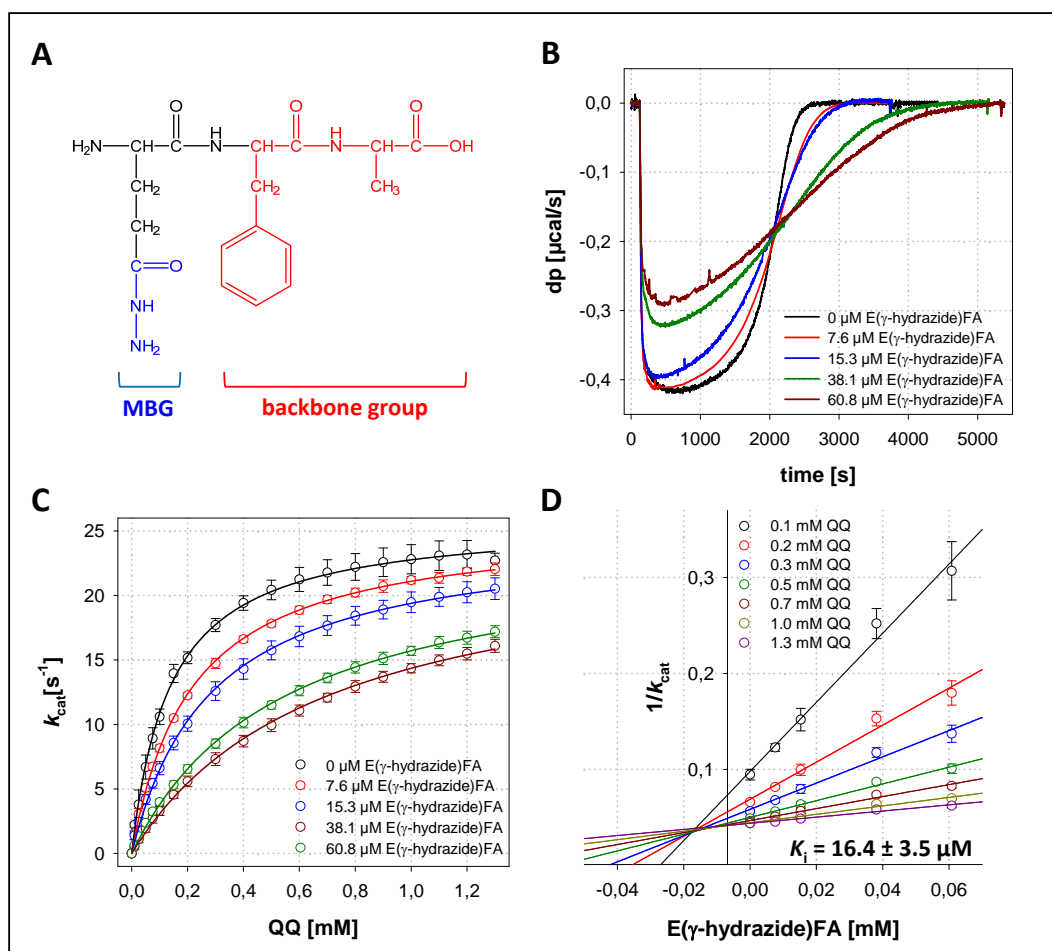 A
H₂N
CH
O
NH
CH
O
NH
CH
O
OH
CH₂
CH₂
CH₃
CH₂
O
NH
NH₂
MBG
backbone group
B
0,0
-0,1
-0,2
-0,3
-0,4
dp [µcal/s]
0 µM E(γ-hydrazide)FA
7.6 µM E(γ-hydrazide)FA
15.3 µM E(γ-hydrazide)FA
38.1 µM E(γ-hydrazide)FA
60.8 µM E(γ-hydrazide)FA
0 1000 2000 3000 4000 5000
time [s]
C
25
20
15
10
5
0
kcat[s⁻¹]
0 µM E(γ-hydrazide)FA
7.6 µM E(γ-hydrazide)FA
15.3 µM E(γ-hydrazide)FA
38.1 µM E(γ-hydrazide)FA
60.8 µM E(γ-hydrazide)FA
0,0 0,2 0,4 0,6 0,8 1,0 1,2
QQ [mM]
D
0.1 mM QQ
0.2 mM QQ
0.3 mM QQ
0.5 mM QQ
0.7 mM QQ
1.0 mM QQ
1.3 mM QQ
0,3
0,2
0,1
1/kcat
Ki = 16.4 ± 3.5 µM
-0,04 -0,02 0,00 0,02 0,04 0,06
E(γ-hydrazide)FA [mM]